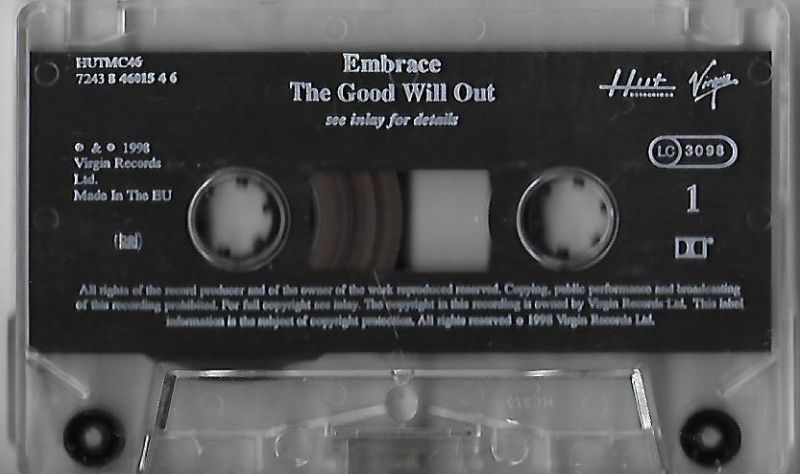 HUTMC46
7243 8 46015 4 6
Embrace
The Good Will Out
see inlay for details
Hut
RECORDINGS
Virgin
℗ & © 1998
Virgin Records
Ltd.
Made In The EU
LC 3098
1
All rights of the record producer and of the owner of the work reproduced reserved. Copying, public performance and broadcasting
of this recording prohibited. For full copyright see inlay. The copyright in this recording is owned by Virgin Records Ltd. This label
information is the subject of copyright protection. All rights reserved © 1998 Virgin Records Ltd.